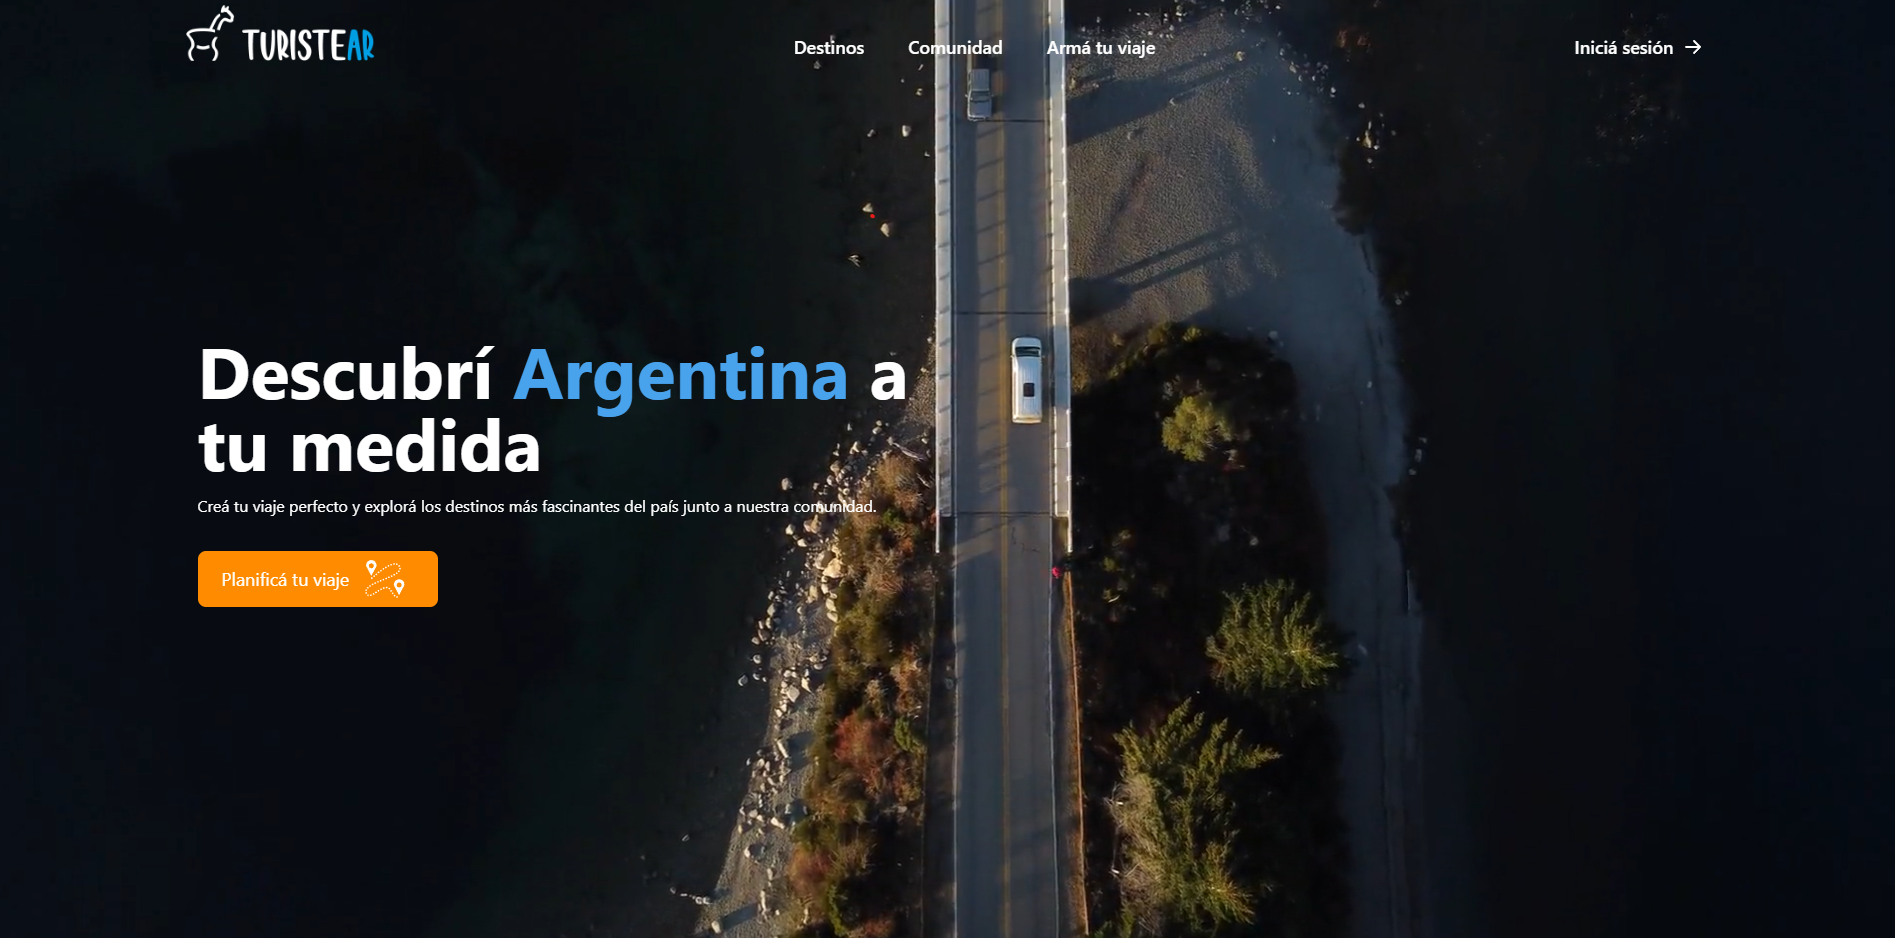 TURISTEAR
Destinos
Comunidad
Armá tu viaje
Iniciá sesión
Descubrí Argentina a
tu medida
Creá tu viaje perfecto y explorá los destinos más fascinantes del país junto a nuestra comunidad.
Planificá tu viaje